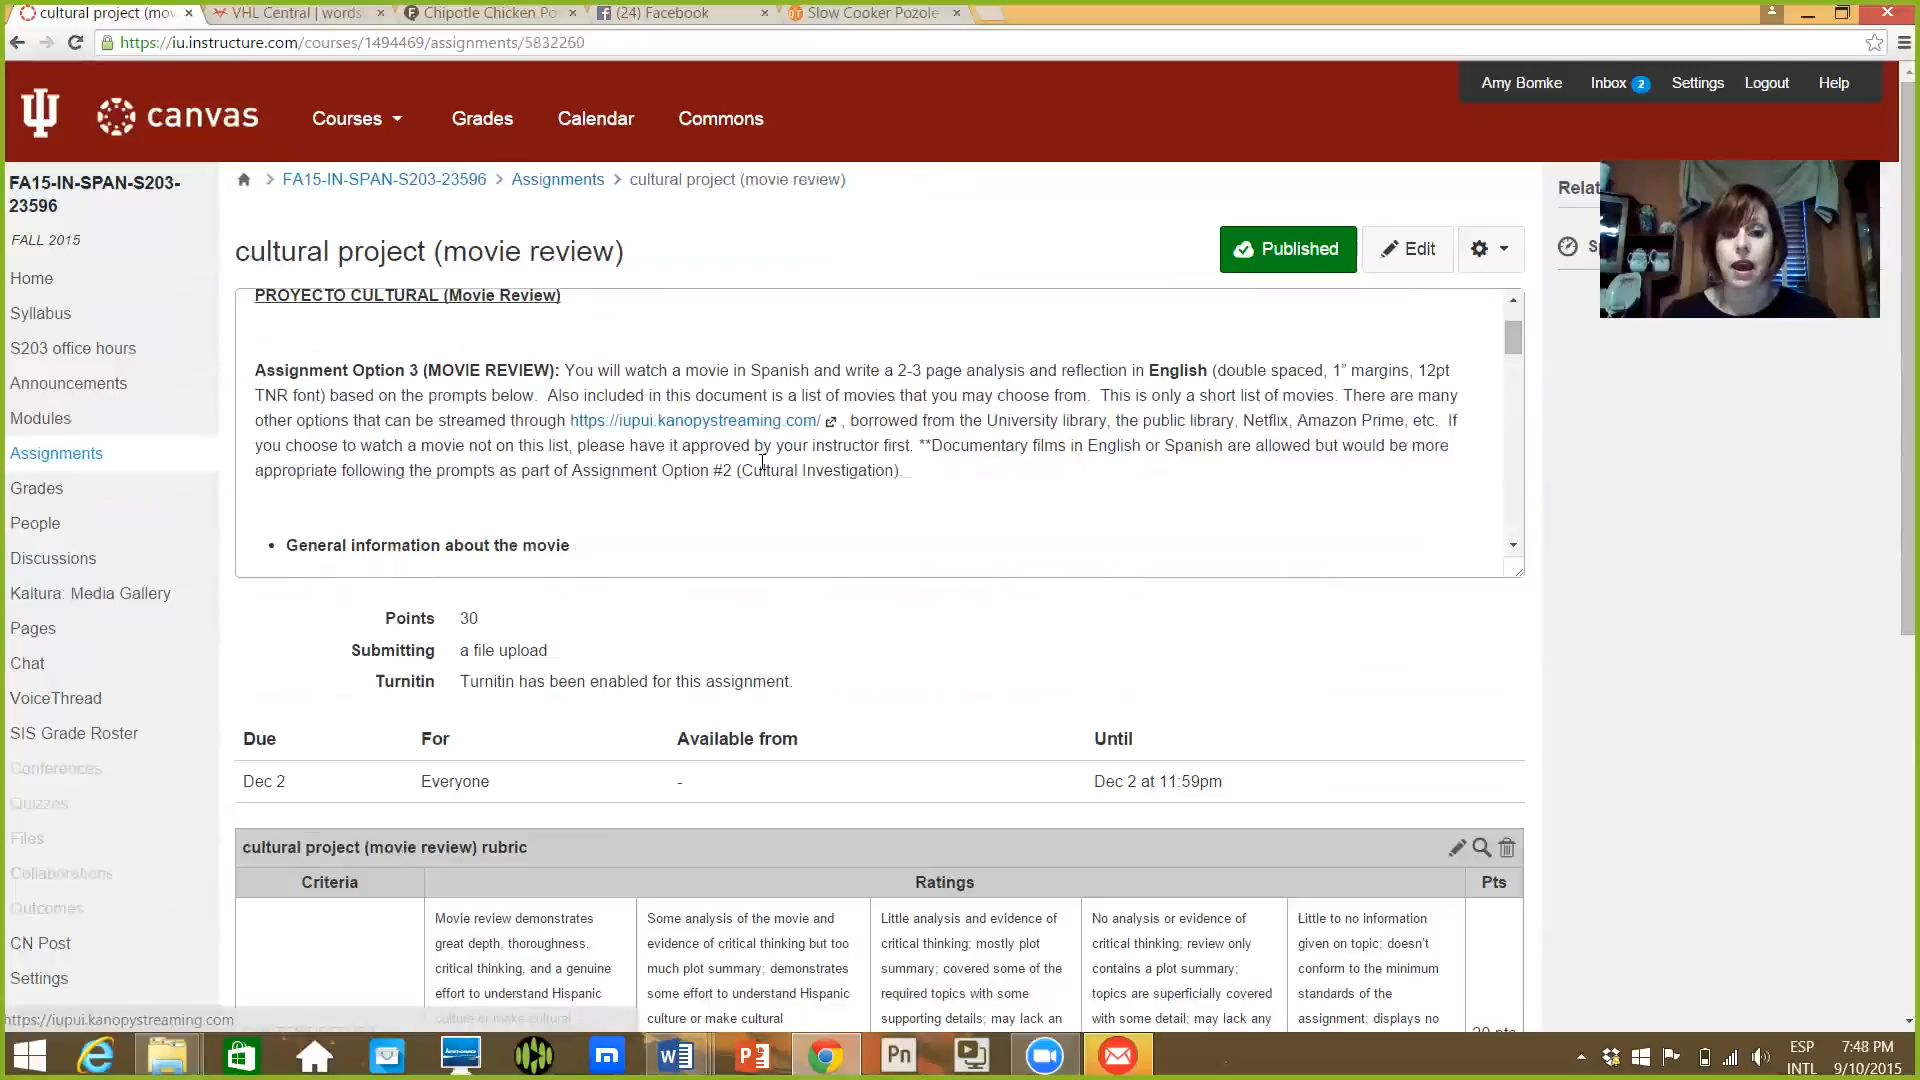 cultural project (mov
VHL Central | words
Chipotle Chicken Po
(24) Facebook
Slow Cooker Pozole
https://iu.instructure.com/courses/1494469/assignments/5832260
Amy Bomke
Inbox 2
Settings
Logout
Help
canvas
Courses
Grades
Calendar
Commons
FA15-IN-SPAN-S203-
23596
FALL 2015
Home
Syllabus
S203 office hours
Announcements
Modules
Assignments
Grades
People
Discussions
Kaltura: Media Gallery
Pages
Chat
VoiceThread
SIS Grade Roster
Conferences
Quizzes
Files
Collaborations
Outcomes
CN Post
Settings
https://iupui.kanopystreaming.com
FA15-IN-SPAN-S203-23596 > Assignments > cultural project (movie review)
cultural project (movie review)
Published
Edit
Relat
S
PROYECTO CULTURAL (Movie Review)
Assignment Option 3 (MOVIE REVIEW): You will watch a movie in Spanish and write a 2-3 page analysis and reflection in English (double spaced, 1” margins, 12pt
TNR font) based on the prompts below. Also included in this document is a list of movies that you may choose from. This is only a short list of movies. There are many
other options that can be streamed through https://iupui.kanopystreaming.com/ , borrowed from the University library, the public library, Netflix, Amazon Prime, etc. If
you choose to watch a movie not on this list, please have it approved by your instructor first. **Documentary films in English or Spanish are allowed but would be more
appropriate following the prompts as part of Assignment Option #2 (Cultural Investigation).
• General information about the movie
Points 30
Submitting a file upload
Turnitin Turnitin has been enabled for this assignment.
Due For Available from Until
Dec 2 Everyone - Dec 2 at 11:59pm
cultural project (movie review) rubric
Criteria Ratings Pts
Movie review demonstrates
great depth, thoroughness,
critical thinking, and a genuine
effort to understand Hispanic
culture or make cultural
Some analysis of the movie and
evidence of critical thinking but too
much plot summary; demonstrates
some effort to understand Hispanic
culture or make cultural
Little analysis and evidence of
critical thinking; mostly plot
summary; covered some of the
required topics with some
supporting details; may lack an
No analysis or evidence of
critical thinking; review only
contains a plot summary;
topics are superficially covered
with some detail; may lack any
Little to no information
given on topic; doesn’t
conform to the minimum
standards of the
assignment; displays no
ESP
INTL
7:48 PM
9/10/2015